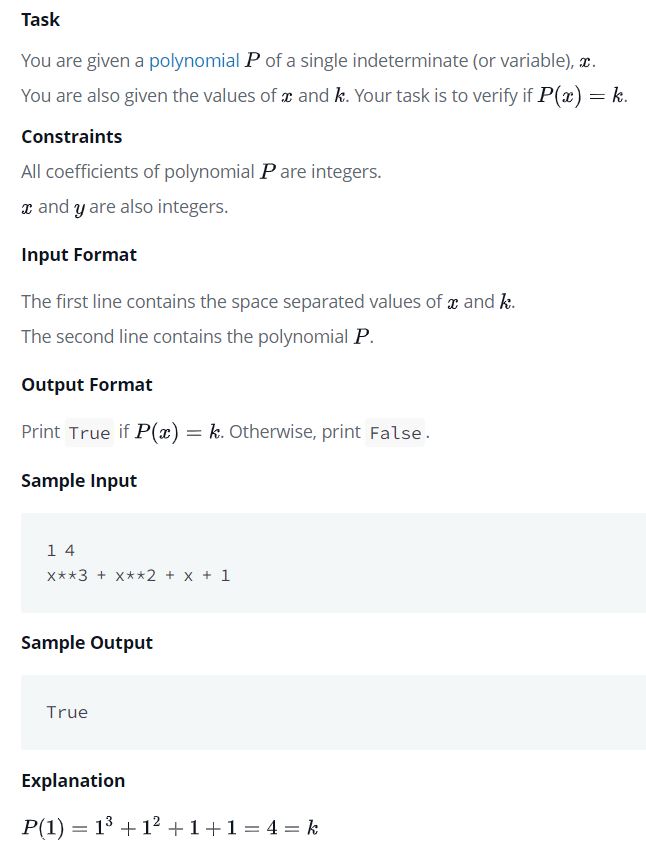 Task
You are given a polynomial P of a single indeterminate (or variable), x.
You are also given the values of x and k. Your task is to verify if P(x) = k.
Constraints
All coefficients of polynomial P are integers.
x and y are also integers.
Input Format
The first line contains the space separated values of x and k.
The second line contains the polynomial P.
Output Format
Print True if P(x) = k. Otherwise, print False.
Sample Input
1 4
x**3 + x**2 + x + 1
Sample Output
True
Explanation
P(1) = 1³ + 1² + 1 + 1 = 4 = k